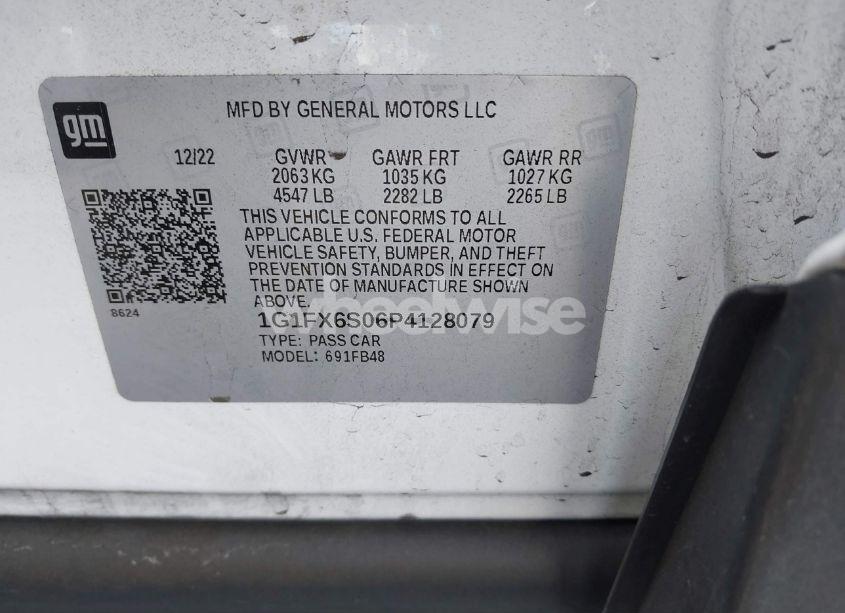 gm
MFD BY GENERAL MOTORS LLC
12/22 GVWR GAWR FRT GAWR RR
2063 KG 1035 KG 1027 KG
4547 LB 2282 LB 2265 LB
THIS VEHICLE CONFORMS TO ALL
APPLICABLE U.S. FEDERAL MOTOR
VEHICLE SAFETY, BUMPER, AND THEFT
PREVENTION STANDARDS IN EFFECT ON
THE DATE OF MANUFACTURE SHOWN
ABOVE.
8624
1G1FX6S06P4128079
wheelwise
TYPE: PASS CAR
MODEL: 691FB48